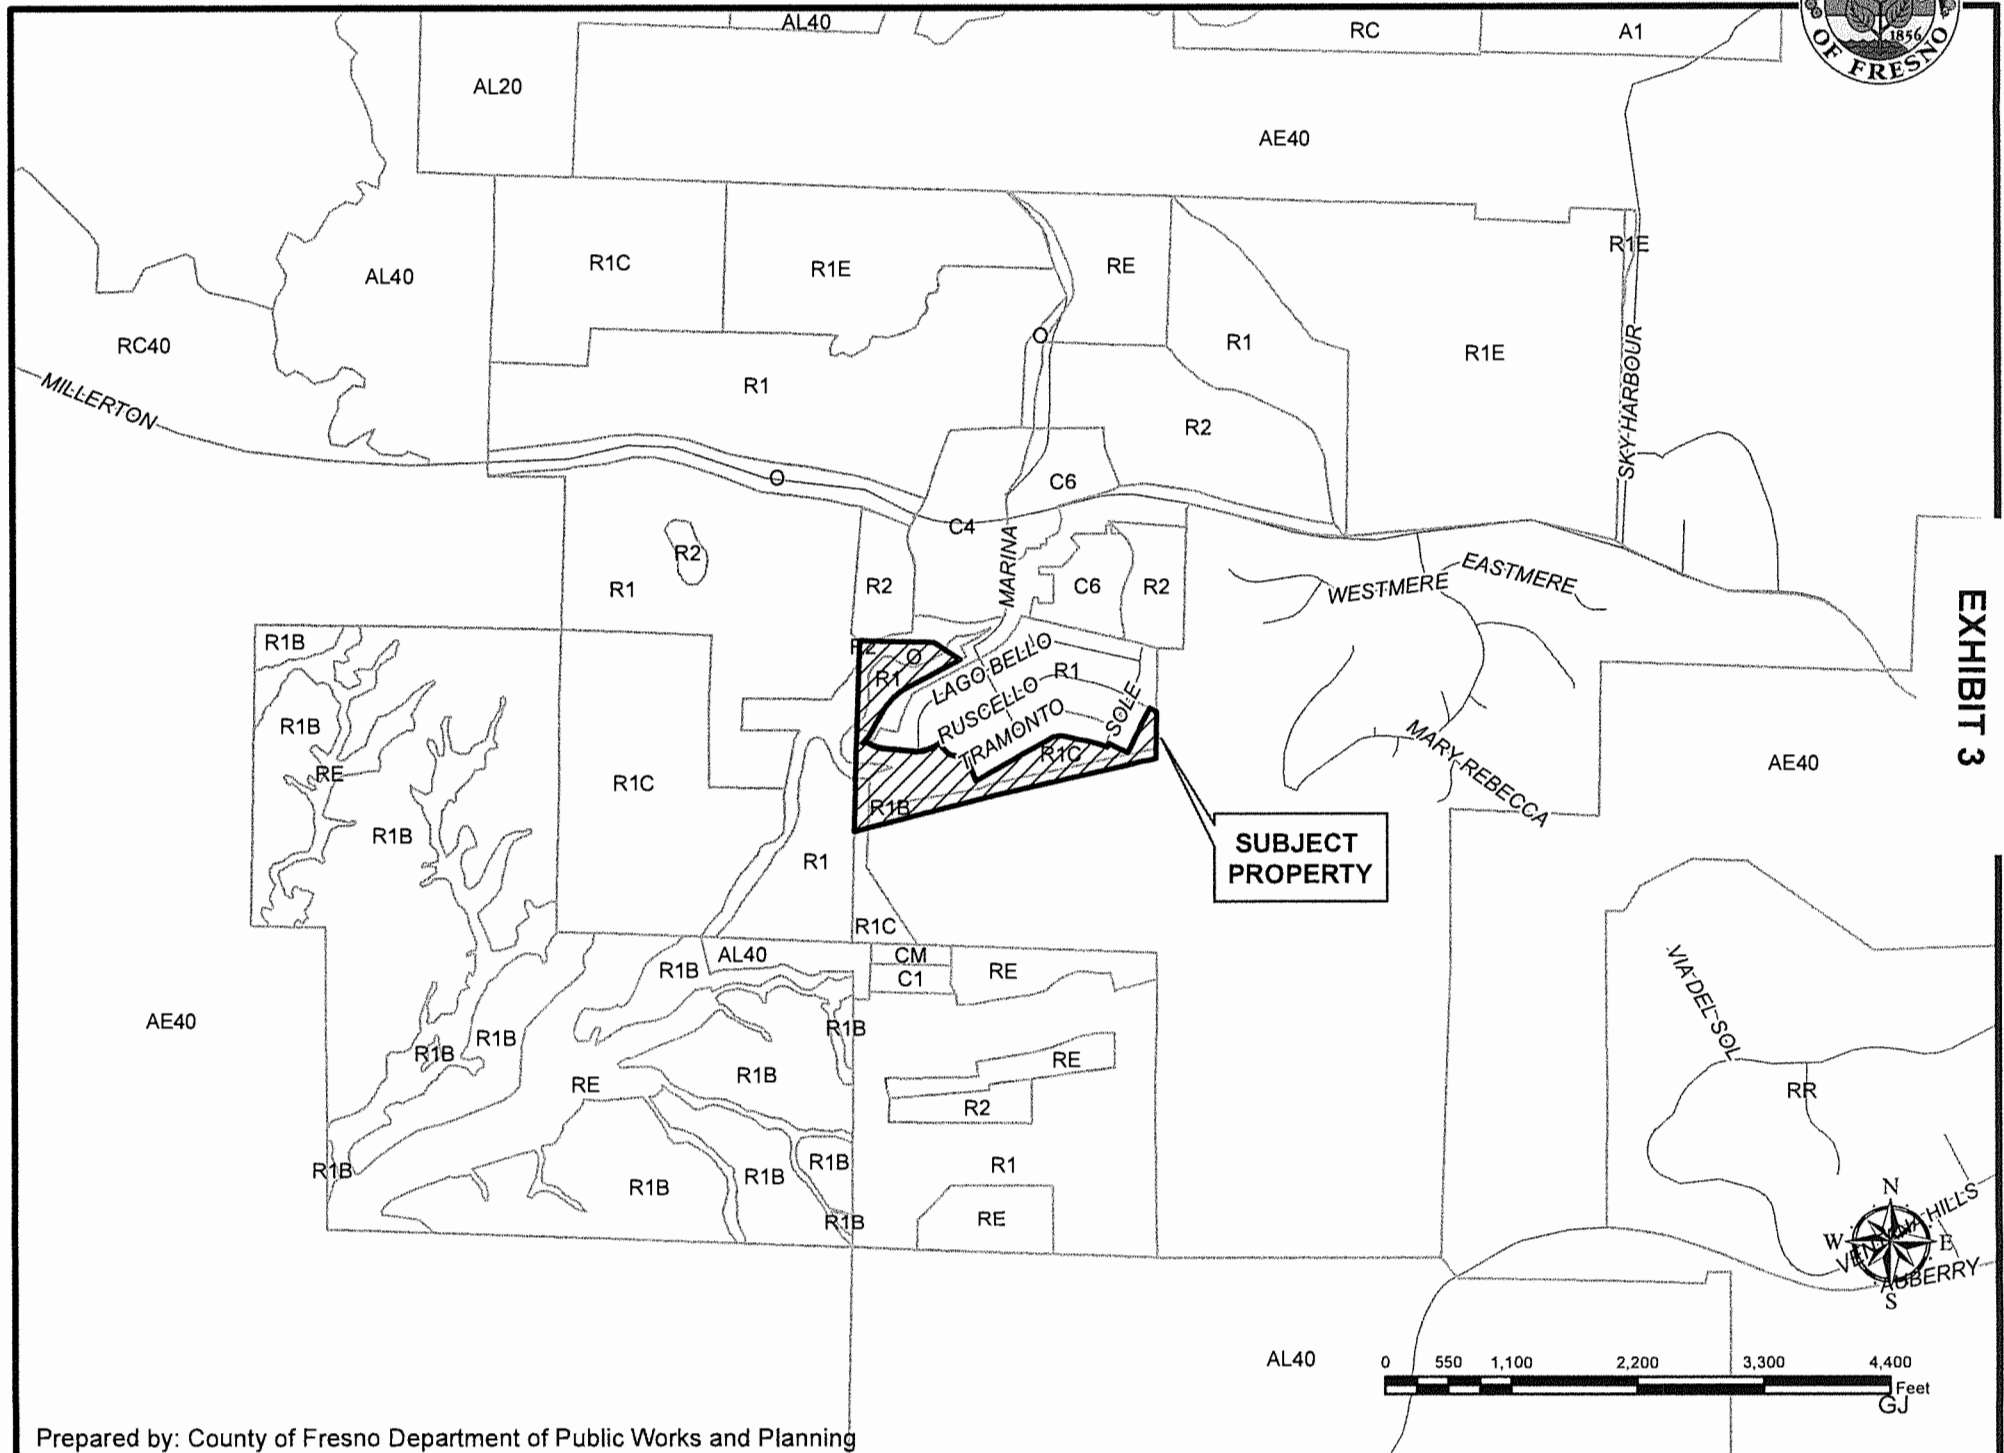 AL40
RC
A1
1856
OF FRESNO
AL20
AE40
R1C
R1E
RE
R1E
AL40
O
RC40
R1
R1E
SKY HARBOUR
MILLERTON
R1
R2
O
C6
C4
MARINA
R2
R1
R2
C6
R2
WESTMERE
EASTMERE
EXHIBIT 3
R1B
R2
O
R1
LAGO BELLO
R1
RUSCELLO
TRAMONTO
SOLE
R1C
R1B
R1B
RE
R1C
R1B
MARY REBECCA
AE40
SUBJECT
PROPERTY
R1
R1C
R1B
AL40
CM
C1
RE
VIA DEL SOL
AE40
R1B
R1B
R1B
RE
R1B
RE
R2
RR
R1B
R1B
R1B
R1B
R1
R1B
RE
N
W
E
S
HILLS
AUBERRY
AL40
0 550 1,100 2,200 3,300 4,400
Feet
GJ
Prepared by: County of Fresno Department of Public Works and Planning